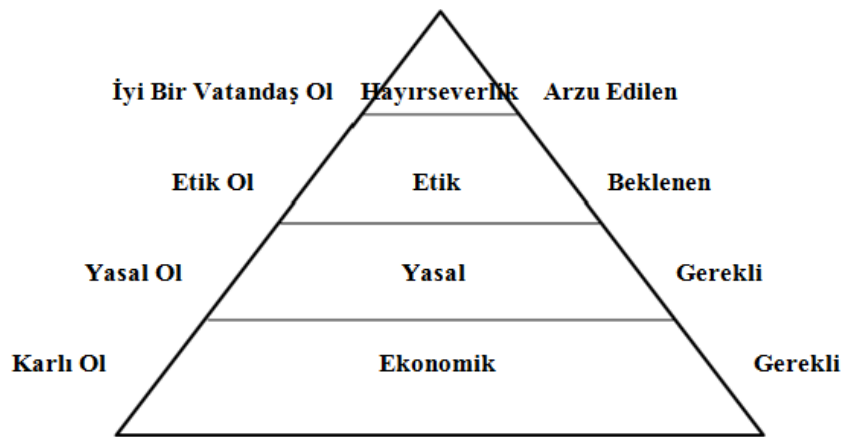 İyi Bir Vatandaş Ol Hayırseverlik Arzu Edilen
Etik Ol Etik Beklenen
Yasal Ol Yasal Gerekli
Karlı Ol Ekonomik Gerekli